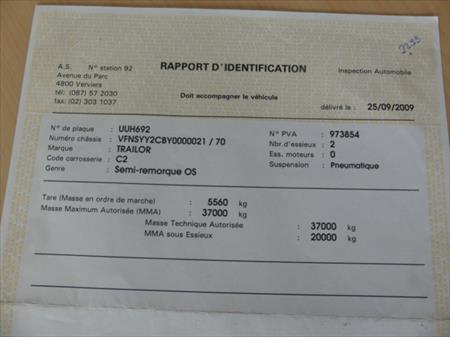 2235
A.S. N° station 92
Avenue du Parc
4800 Verviers
tél: (087) 57 2030
fax: (02) 303 1037
RAPPORT D'IDENTIFICATION
Inspection Automobile
Doit accompagner le véhicule
délivré le : 25/09/2009
N° de plaque : UUH692
Numéro châssis : VFNSYY2CBY0000021 / 70
Marque : TRAILOR
Code carrosserie : C2
Genre : Semi-remorque OS
N° PVA : 973854
Nbr.d'essieux : 2
Ess. moteurs : 0
Suspension : Pneumatique
Tare (Masse en ordre de marche) : 5560 kg
Masse Maximum Autorisée (MMA) : 37000 kg
Masse Technique Autorisée : 37000 kg
MMA sous Essieux : 20000 kg